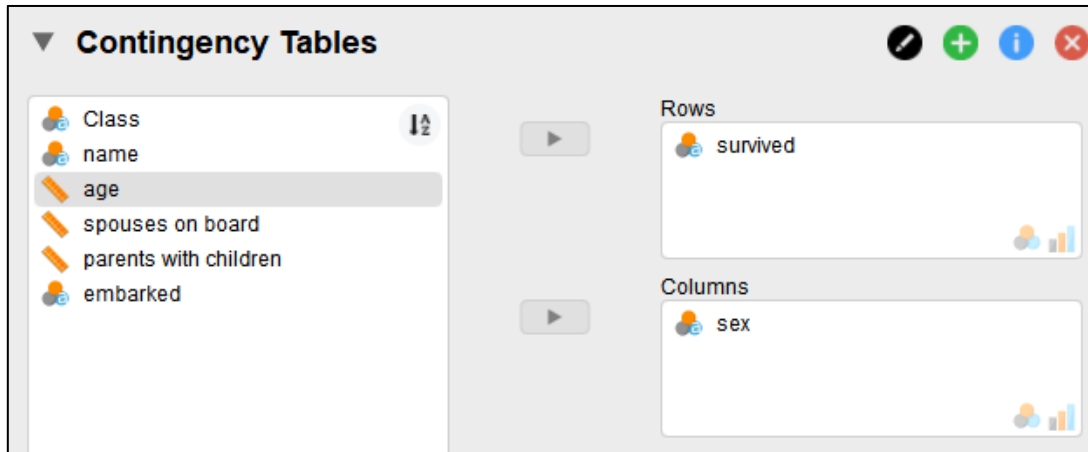 Contingency Tables
Class
name
age
spouses on board
parents with children
embarked
Rows
survived
Columns
sex